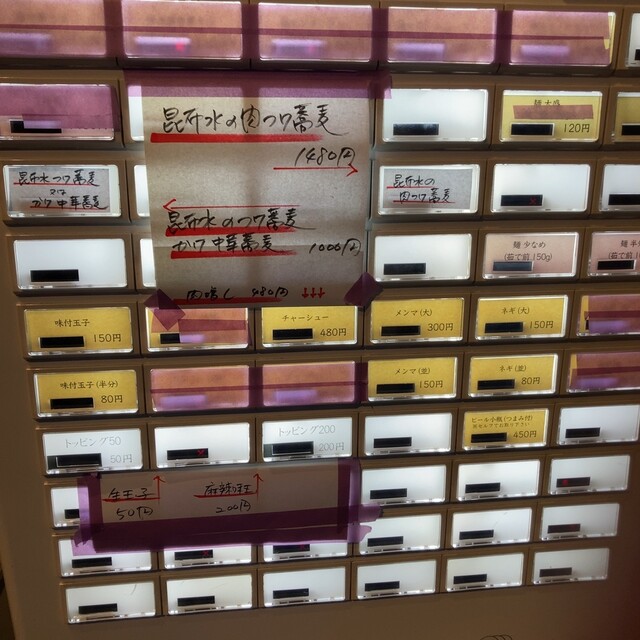 昆布水の肉つけ蕎麦
1480円
昆布水のつけ蕎麦
かけ中華蕎麦 1000円
肉増し 480円 ↓↓↓
麺大盛
120円
昆布水つけ蕎麦
又は
かけ中華蕎麦
昆布水の
肉つけ蕎麦
麺 少なめ
(茹で前150g)
味付玉子
150円
チャーシュー
480円
メンマ(大)
300円
ネギ(大)
150円
味付玉子(半分)
80円
メンマ(並)
150円
ネギ(並)
80円
トッピング50
50円
トッピング200
200円
ビール小瓶(つまみ付)
450円
生玉子
50円
200円